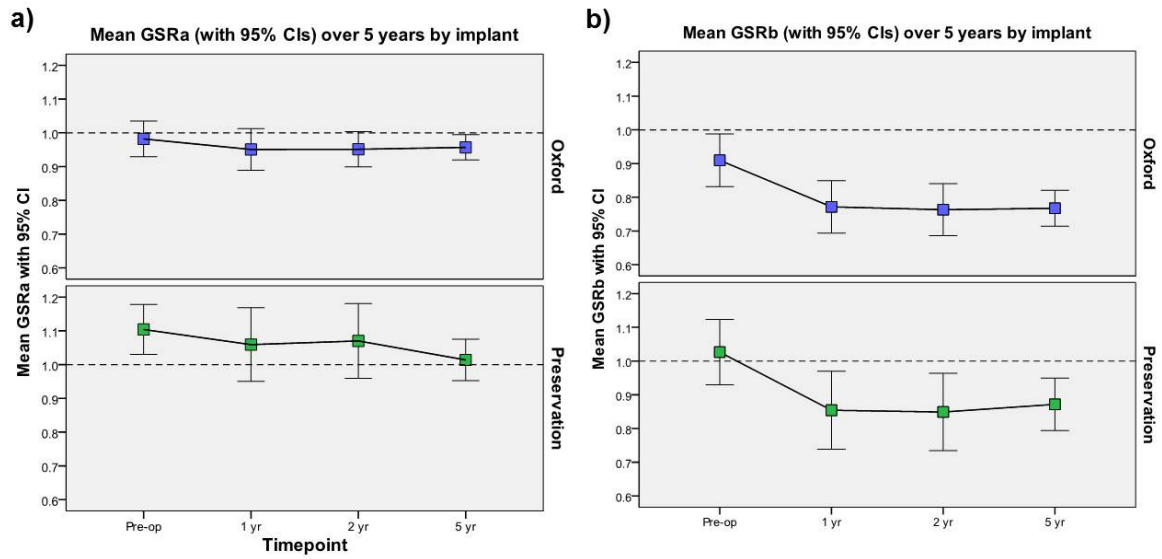 a)
Mean GSRa (with 95% CIs) over 5 years by implant
Mean GSRa with 95% CI
1.2
1.1
1.0
0.9
0.8
0.7
0.6
Oxford
1.2
1.1
1.0
0.9
0.8
0.7
0.6
Preservation
Pre-op 1 yr 2 yr 5 yr
Timepoint
b)
Mean GSRb (with 95% CIs) over 5 years by implant
Mean GSRb with 95% CI
1.2
1.1
1.0
0.9
0.8
0.7
0.6
Oxford
1.2
1.1
1.0
0.9
0.8
0.7
0.6
Preservation
Pre-op 1 yr 2 yr 5 yr